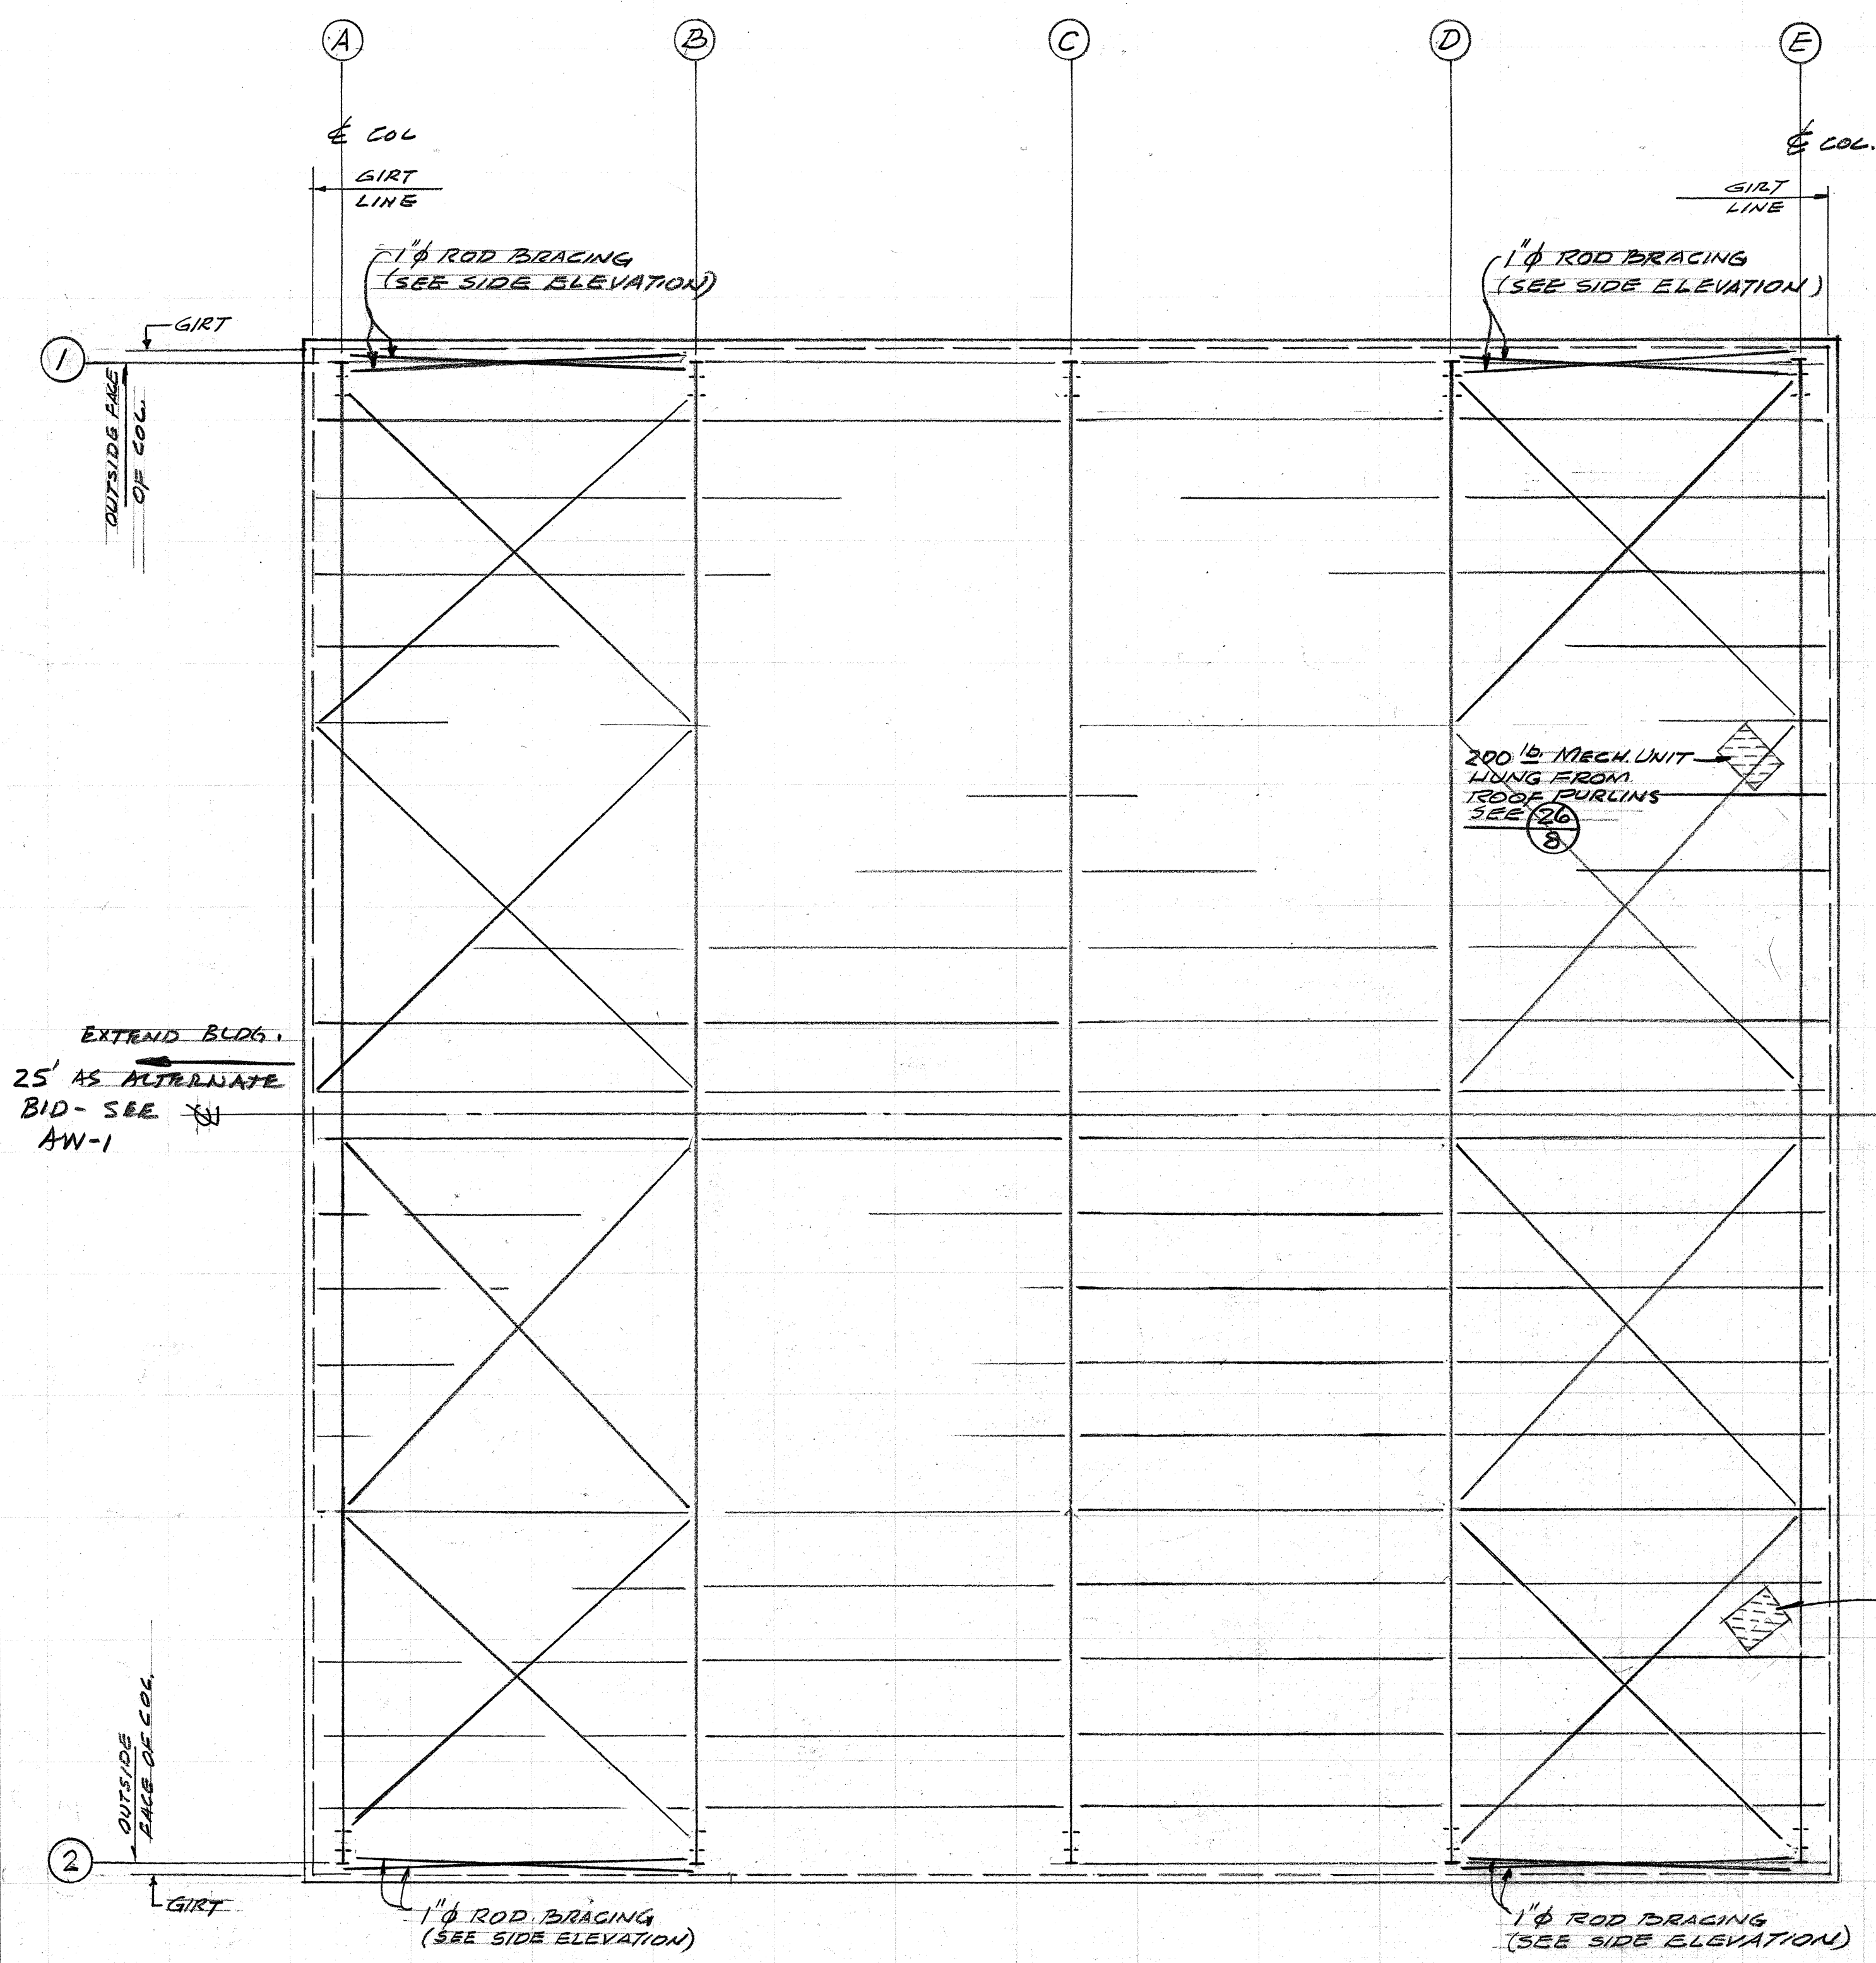 A B C D E
℄ COL
℄ COL.
GIRT
LINE
GIRT
LINE
1"ϕ ROD BRACING
(SEE SIDE ELEVATION)
1"ϕ ROD BRACING
(SEE SIDE ELEVATION)
GIRT
1
OUTSIDE FACE
OF COL.
200 lb. MECH. UNIT
HUNG FROM
ROOF PURLINS
SEE 26
8
EXTEND BLDG.
25' AS ALTERNATE
BID - SEE
AW-1
℄
OUTSIDE
FACE OF COL.
2
GIRT
1"ϕ ROD BRACING
(SEE SIDE ELEVATION)
1"ϕ ROD BRACING
(SEE SIDE ELEVATION)